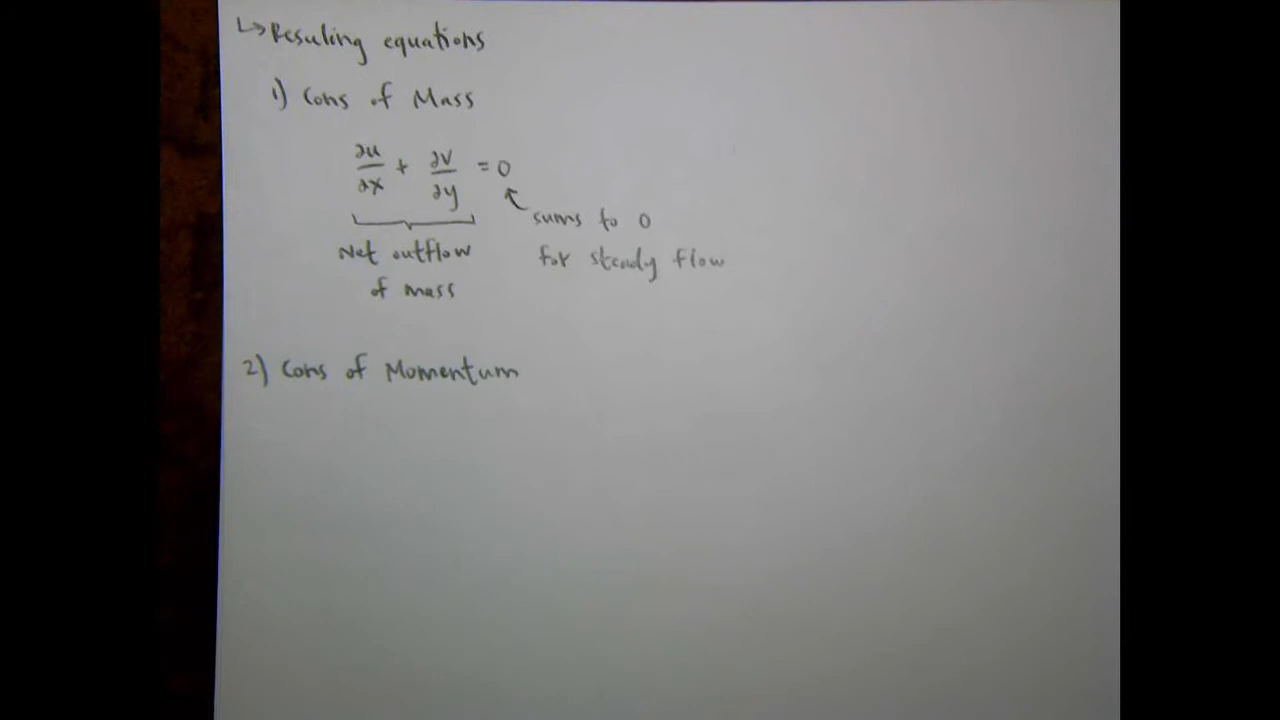 ↳ Resuling equations
1) Cons of Mass
∂u/∂x + ∂v/∂y = 0
sums to 0
for steady flow
Net outflow
of mass
2) Cons of Momentum